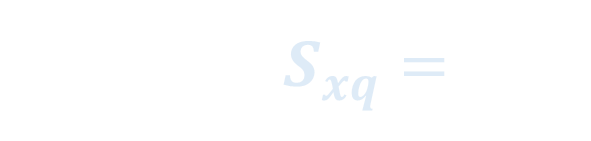 S_xq =